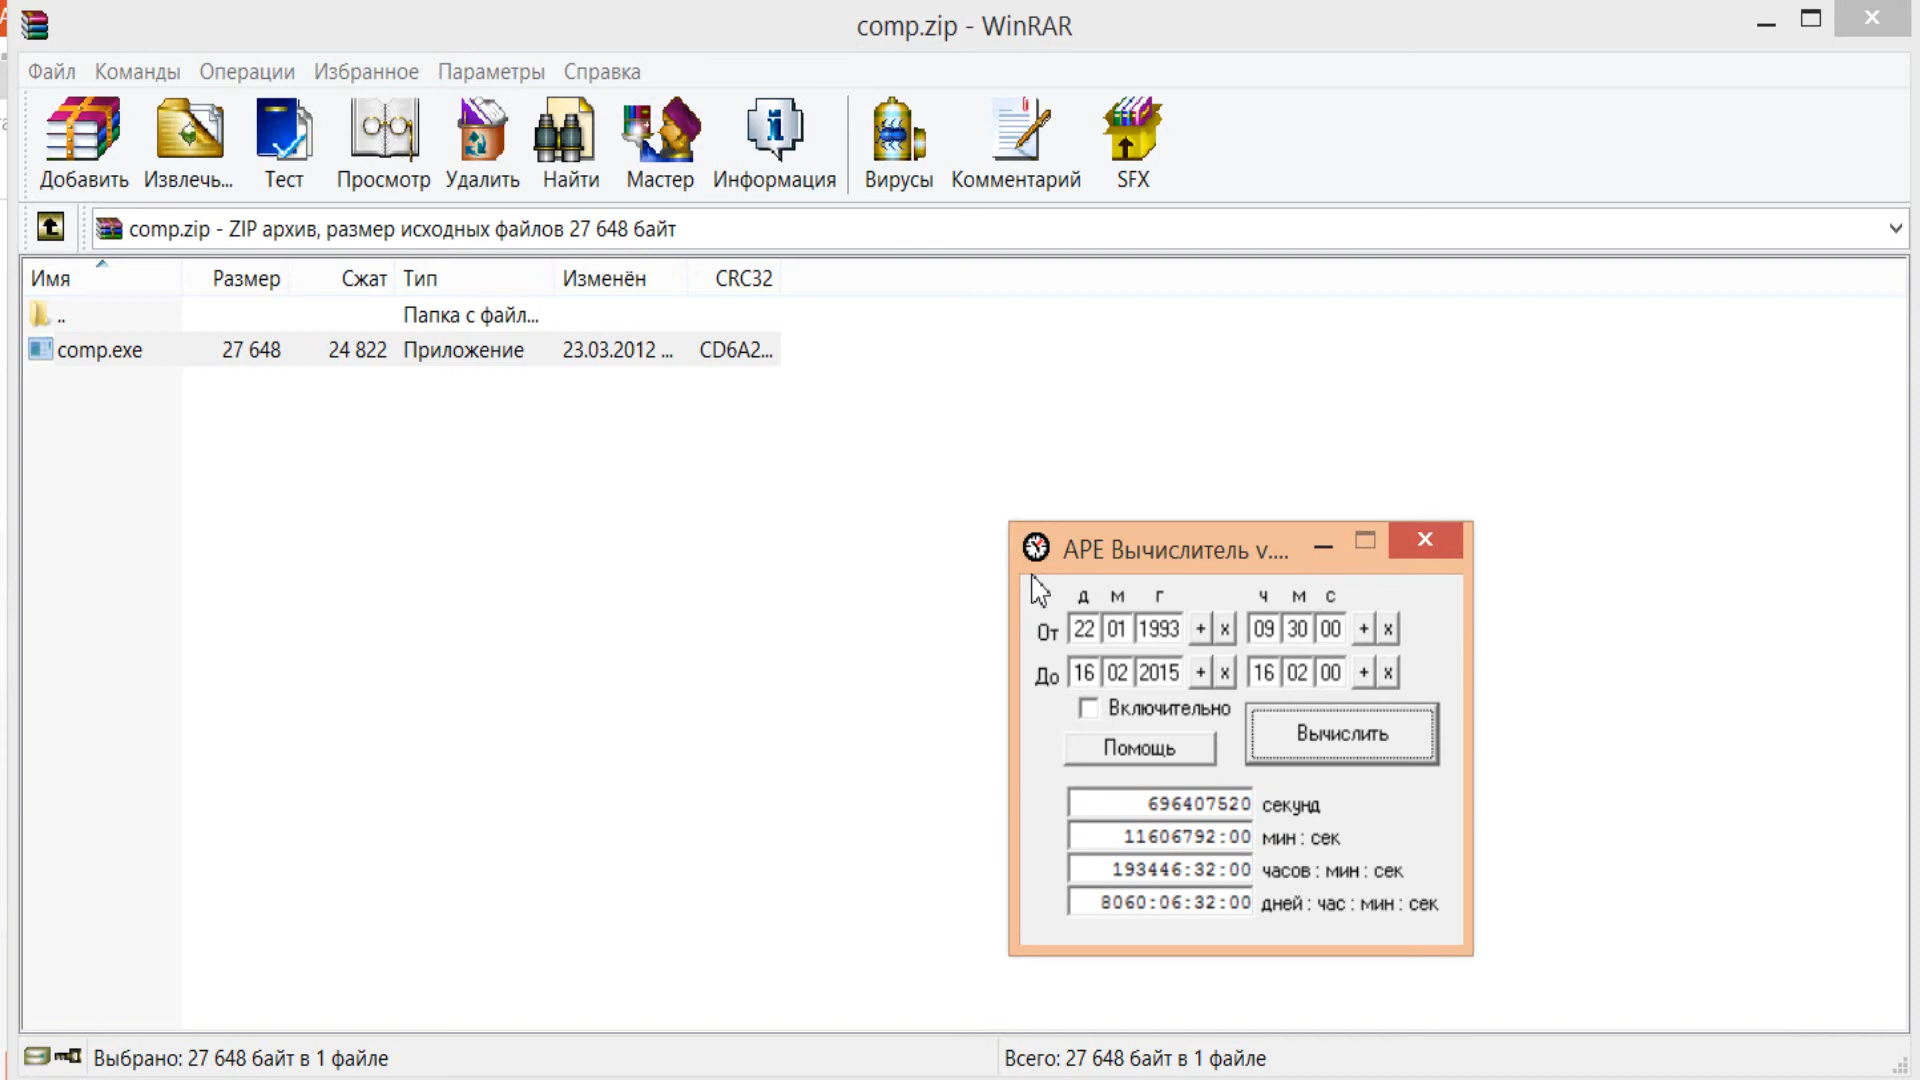 comp.zip - WinRAR
Файл Команды Операции Избранное Параметры Справка
Добавить Извлечь... Тест Просмотр Удалить Найти Мастер Информация Вирусы Комментарий SFX
comp.zip - ZIP архив, размер исходных файлов 27 648 байт
Имя Размер Сжат Тип Изменён CRC32
.. Папка с файл...
comp.exe 27 648 24 822 Приложение 23.03.2012 ... CD6A2...
APE Вычислитель v....
д м г ч м с
От 22 01 1993 + x 09 30 00 + x
До 16 02 2015 + x 16 02 00 + x
Включительно
Вычислить
Помощь
696407520 секунд
11606792:00 мин : сек
193446:32:00 часов : мин : сек
8060:06:32:00 дней : час : мин : сек
Выбрано: 27 648 байт в 1 файле
Всего: 27 648 байт в 1 файле